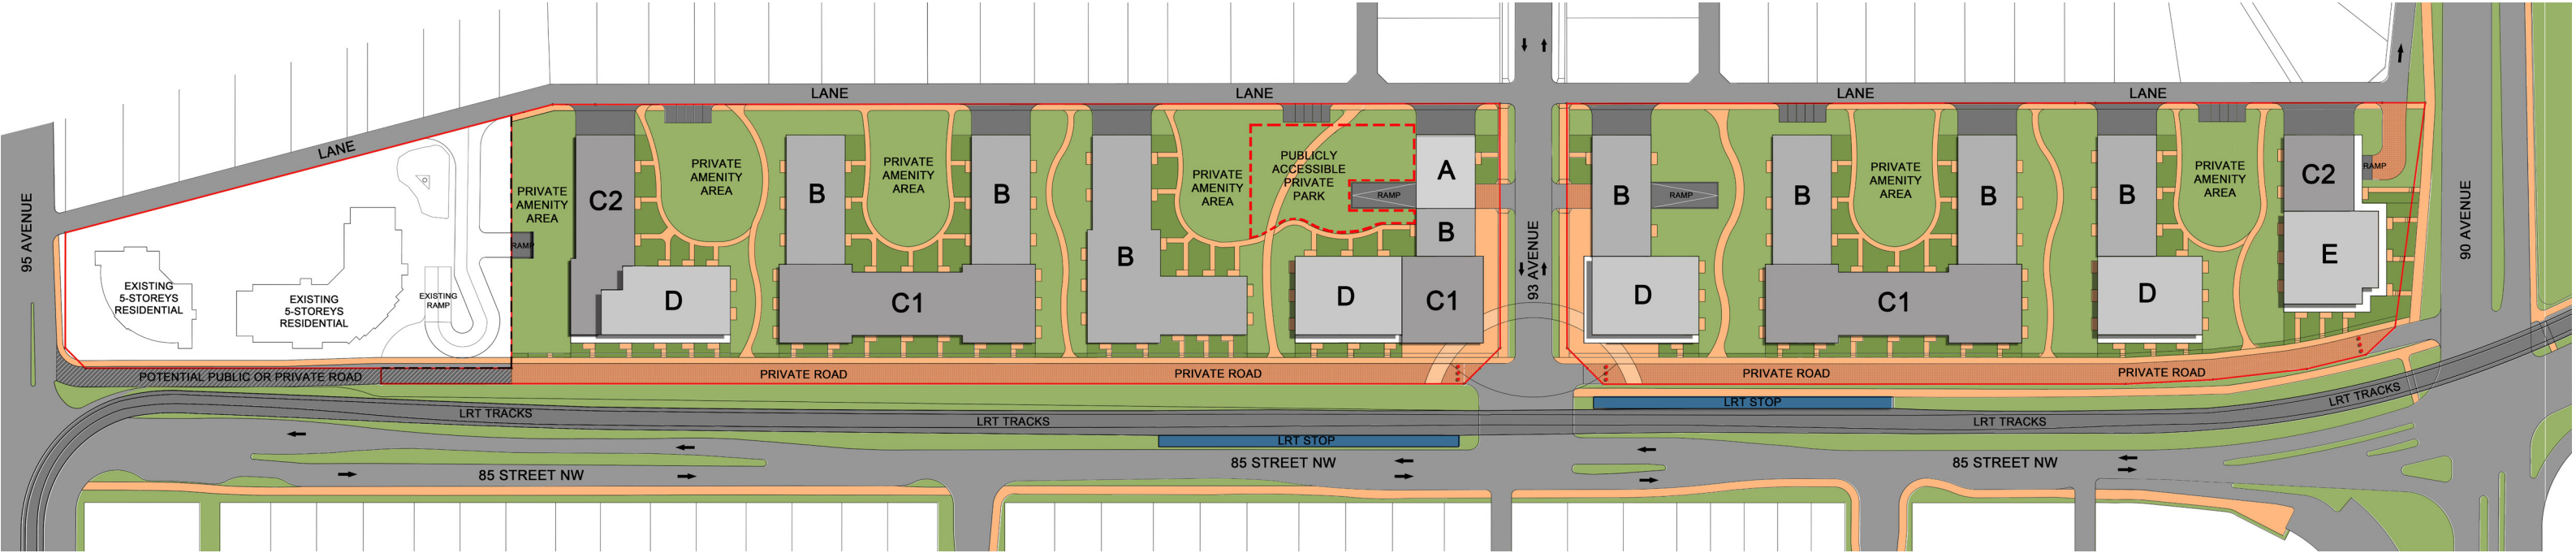 LANE
LANE
LANE
LANE
LANE
95 AVENUE
EXISTING
5-STOREYS
RESIDENTIAL
EXISTING
5-STOREYS
RESIDENTIAL
EXISTING
RAMP
PRIVATE
AMENITY
AREA
RAMP
C2
D
PRIVATE
AMENITY
AREA
B
PRIVATE
AMENITY
AREA
B
C1
B
PRIVATE
AMENITY
AREA
PUBLICLY
ACCESSIBLE
PRIVATE
PARK
RAMP
A
B
D
C1
93 AVENUE
B
RAMP
D
B
PRIVATE
AMENITY
AREA
B
C1
B
D
PRIVATE
AMENITY
AREA
C2
RAMP
E
90 AVENUE
POTENTIAL PUBLIC OR PRIVATE ROAD
PRIVATE ROAD
PRIVATE ROAD
PRIVATE ROAD
PRIVATE ROAD
LRT TRACKS
LRT TRACKS
LRT STOP
LRT STOP
LRT TRACKS
LRT TRACKS
85 STREET NW
85 STREET NW
85 STREET NW